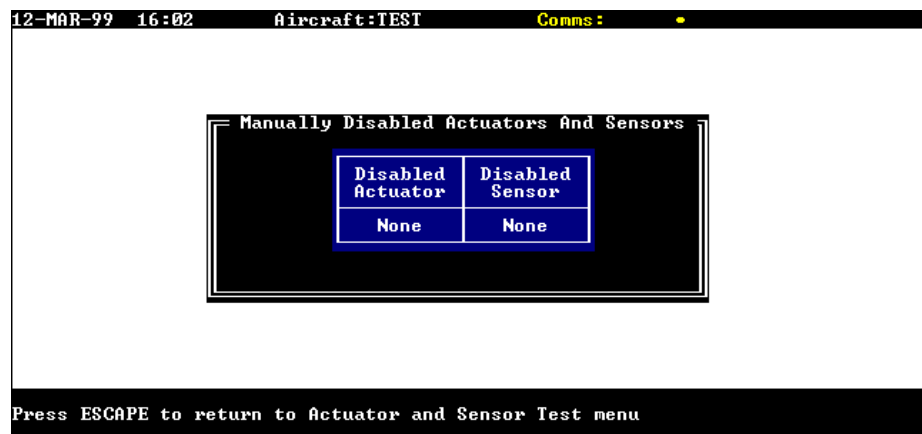 12-MAR-99 16:02 Aircraft:TEST Comms:
Manually Disabled Actuators And Sensors
Disabled Actuator Disabled Sensor
None None
Press ESCAPE to return to Actuator and Sensor Test menu